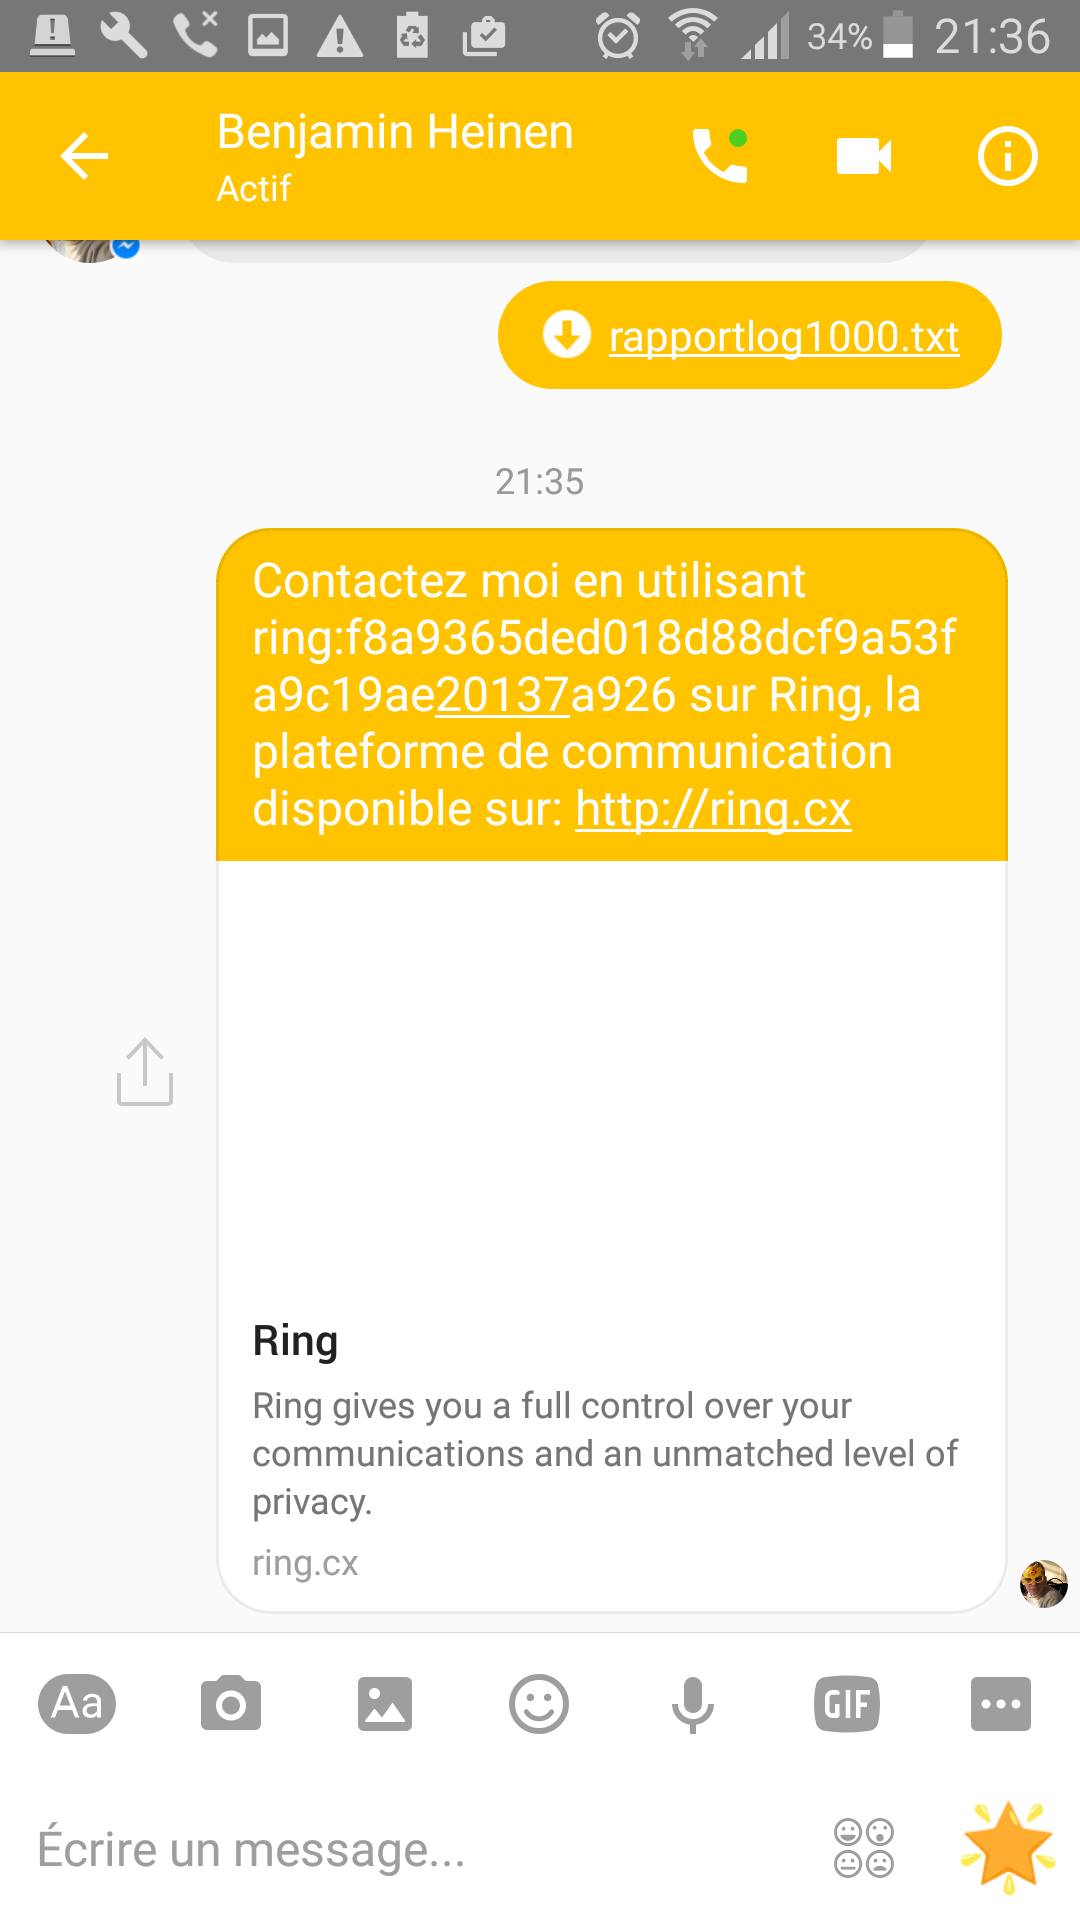 34% 21:36
Benjamin Heinen
Actif
rapportlog1000.txt
21:35
Contactez moi en utilisant
ring:f8a9365ded018d88dcf9a53f
a9c19ae20137a926 sur Ring, la
plateforme de communication
disponible sur: http://ring.cx
Ring
Ring gives you a full control over your
communications and an unmatched level of
privacy.
ring.cx
Aa
GIF
Écrire un message...